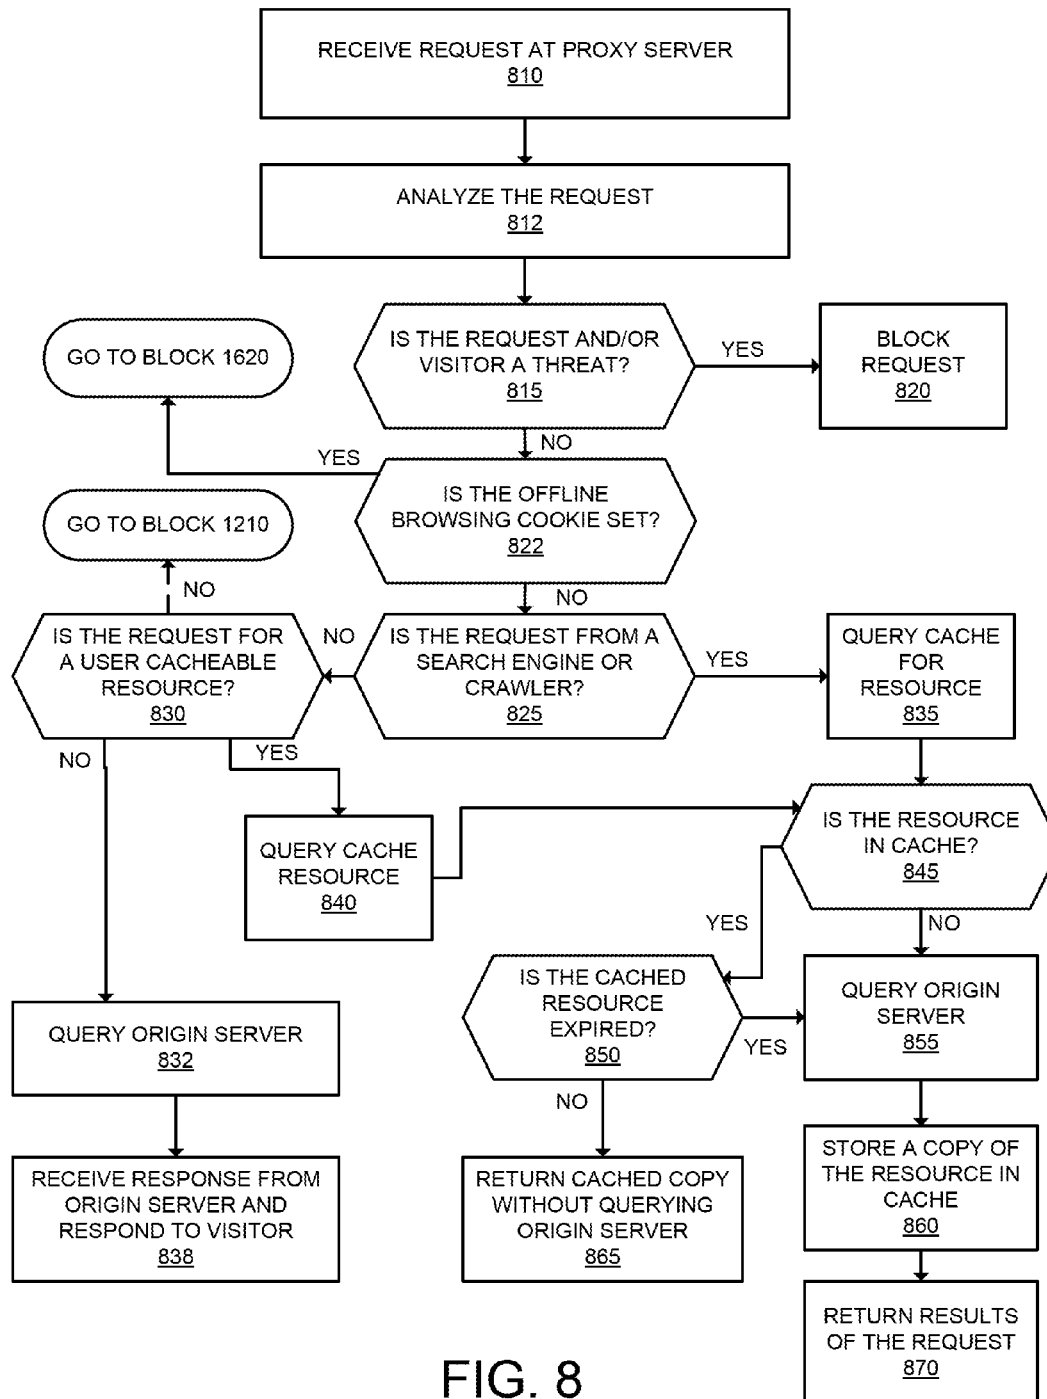 RECEIVE REQUEST AT PROXY SERVER
810
ANALYZE THE REQUEST
812
IS THE REQUEST AND/OR
VISITOR A THREAT?
815
YES
BLOCK
REQUEST
820
GO TO BLOCK 1620
NO
YES
IS THE OFFLINE
BROWSING COOKIE SET?
822
GO TO BLOCK 1210
NO
NO
IS THE REQUEST FOR
A USER CACHEABLE
RESOURCE?
830
NO
IS THE REQUEST FROM A
SEARCH ENGINE OR
CRAWLER?
825
YES
QUERY CACHE
FOR
RESOURCE
835
NO
YES
QUERY CACHE
RESOURCE
840
IS THE RESOURCE
IN CACHE?
845
YES
NO
IS THE CACHED
RESOURCE
EXPIRED?
850
YES
QUERY ORIGIN
SERVER
855
QUERY ORIGIN SERVER
832
NO
RECEIVE RESPONSE FROM
ORIGIN SERVER AND
RESPOND TO VISITOR
838
RETURN CACHED COPY
WITHOUT QUERYING
ORIGIN SERVER
865
STORE A COPY OF
THE RESOURCE IN
CACHE
860
RETURN RESULTS
OF THE REQUEST
870
FIG. 8